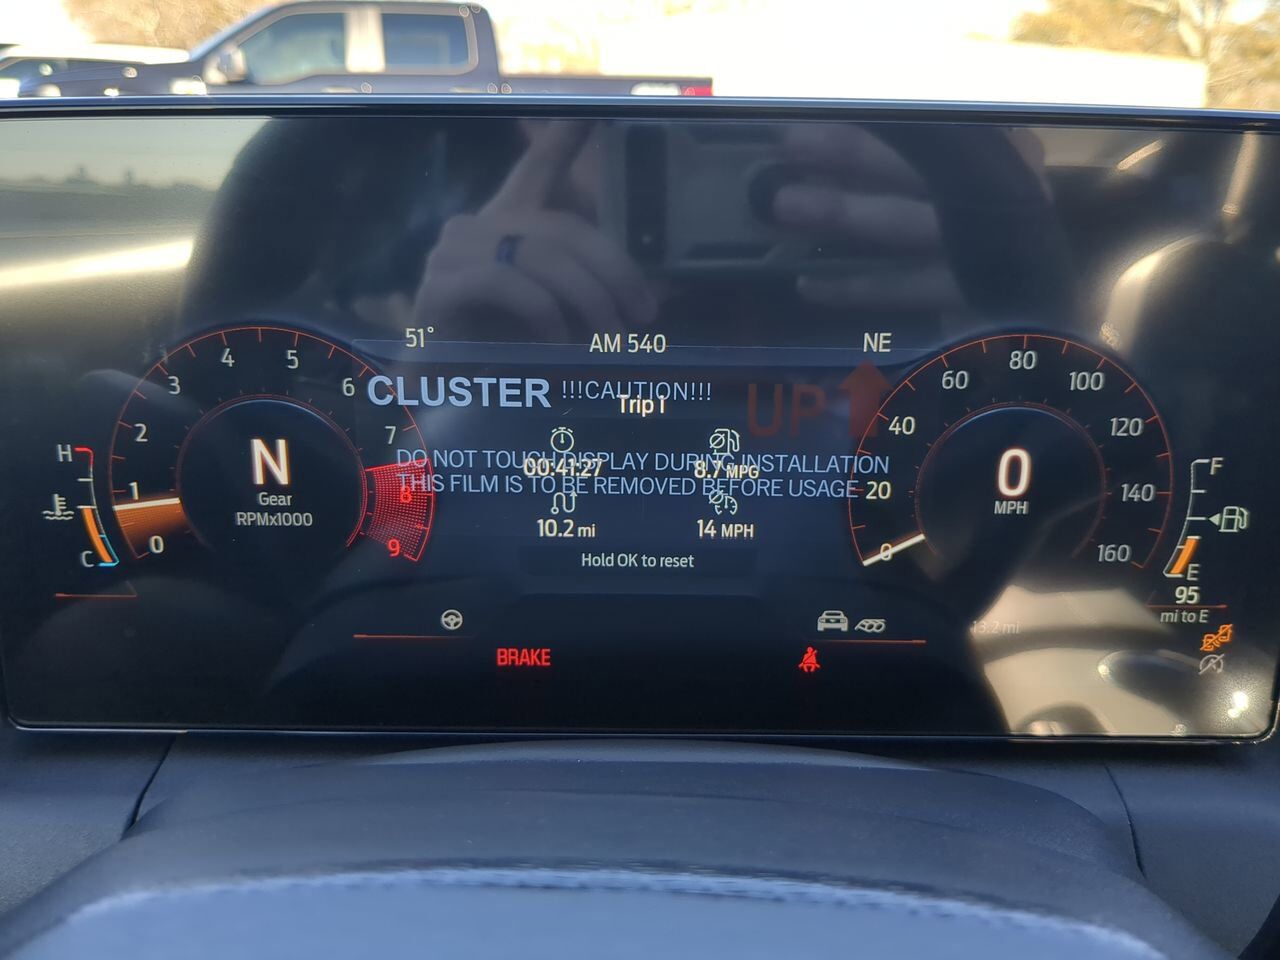 51° AM 540 NE
CLUSTER !!!CAUTION!!! UP
Trip 1
DO NOT TOUCH DISPLAY DURING INSTALLATION
THIS FILM IS TO BE REMOVED BEFORE USAGE
00:41:27 8.7 MPG
10.2 mi 14 MPH
Hold OK to reset
0
1
2
3
4
5
6
7
8
9
N
Gear
RPMx1000
H
C
0
20
40
60
80
100
120
140
160
0
MPH
F
E
95
mi to E
13.2 mi
BRAKE